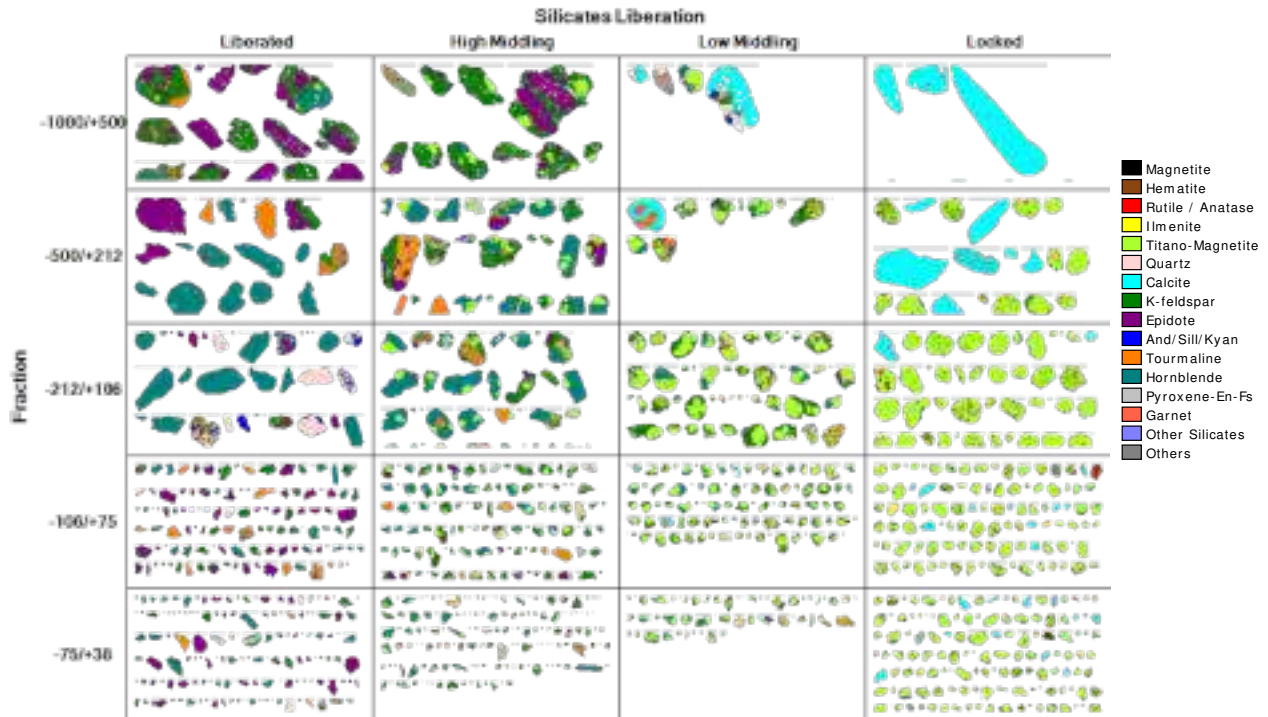 Silicates Liberation
Liberated High Middling Low Middling Locked
Fraction
-1000/+500
-500/+212
-212/+106
-106/+75
-75/+38
Magnetite
Hematite
Rutile / Anatase
Ilmenite
Titano-Magnetite
Quartz
Calcite
K-feldspar
Epidote
And/Sill/Kyan
Tourmaline
Hornblende
Pyroxene-En-Fs
Garnet
Other Silicates
Others